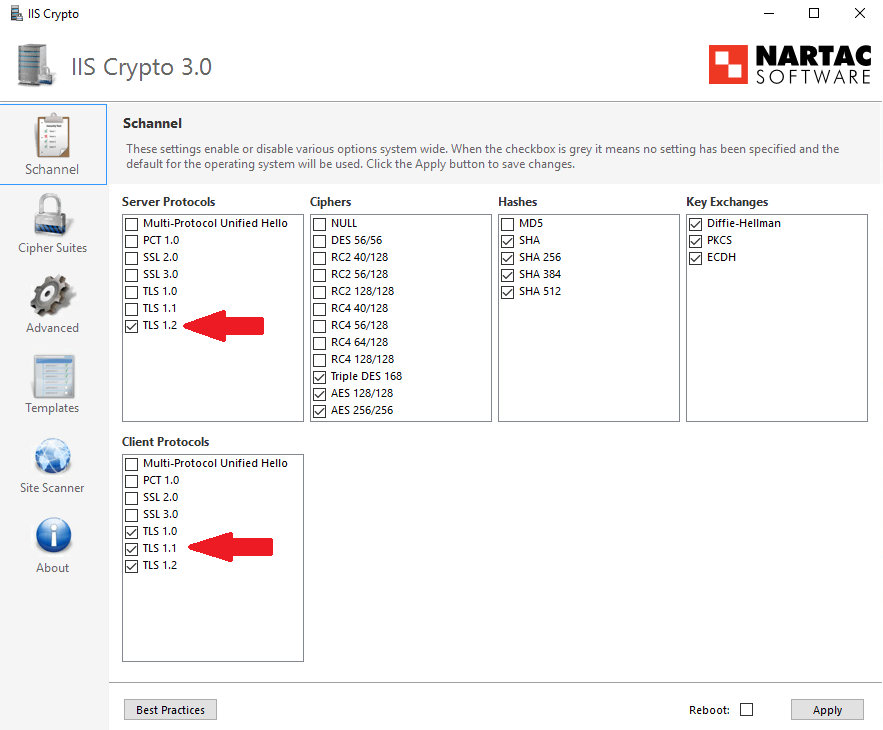 IIS Crypto
IIS Crypto 3.0
NARTAC
SOFTWARE
Schannel
Cipher Suites
Advanced
Templates
Site Scanner
About
Schannel
These settings enable or disable various options system wide. When the checkbox is grey it means no setting has been specified and the
default for the operating system will be used. Click the Apply button to save changes.
Server Protocols
Multi-Protocol Unified Hello
PCT 1.0
SSL 2.0
SSL 3.0
TLS 1.0
TLS 1.1
TLS 1.2
Ciphers
NULL
DES 56/56
RC2 40/128
RC2 56/128
RC2 128/128
RC4 40/128
RC4 56/128
RC4 64/128
RC4 128/128
Triple DES 168
AES 128/128
AES 256/256
Hashes
MD5
SHA
SHA 256
SHA 384
SHA 512
Key Exchanges
Diffie-Hellman
PKCS
ECDH
Client Protocols
Multi-Protocol Unified Hello
PCT 1.0
SSL 2.0
SSL 3.0
TLS 1.0
TLS 1.1
TLS 1.2
Best Practices
Reboot:
Apply